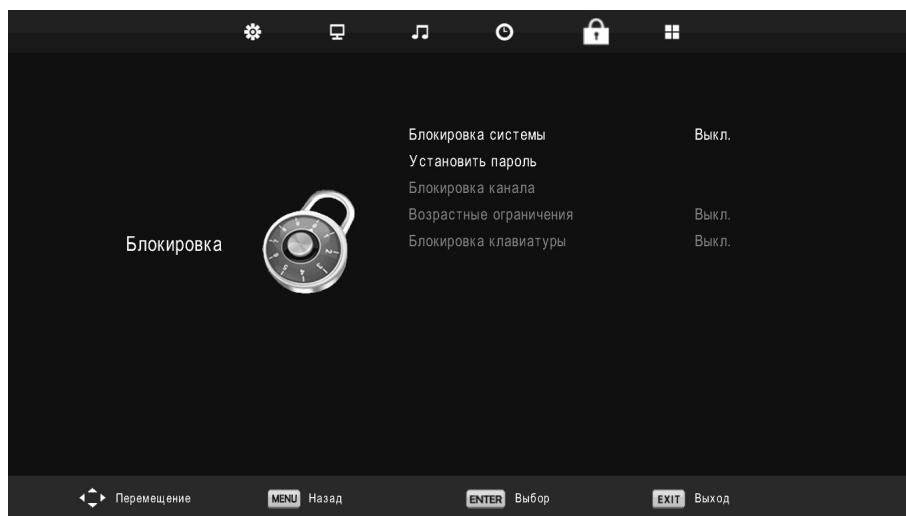 Блокировка системы Выкл.
Установить пароль
Блокировка канала
Возрастные ограничения Выкл.
Блокировка клавиатуры Выкл.
Блокировка
Перемещение MENU Назад ENTER Выбор EXIT Выход